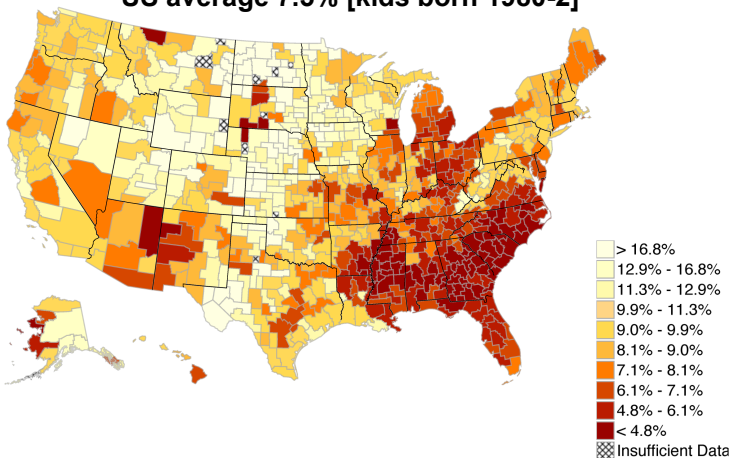 US average 7.5% [kids born 1980-2]
> 16.8%
12.9% - 16.8%
11.3% - 12.9%
9.9% - 11.3%
9.0% - 9.9%
8.1% - 9.0%
7.1% - 8.1%
6.1% - 7.1%
4.8% - 6.1%
< 4.8%
Insufficient Data